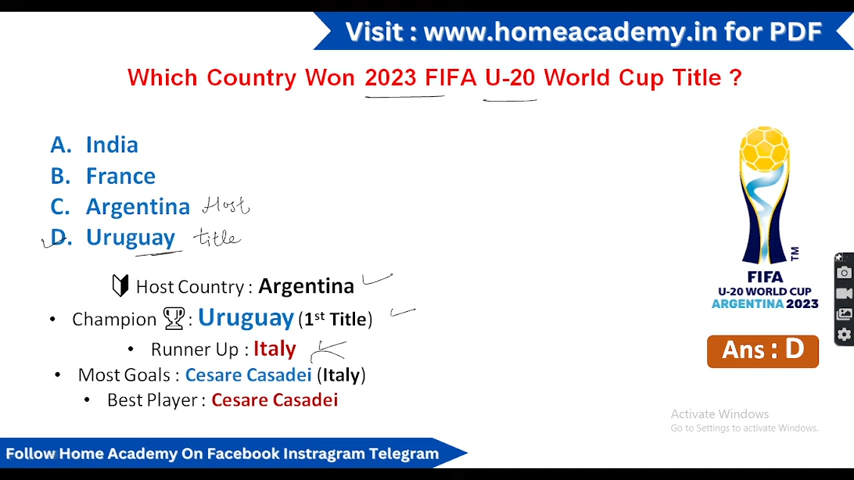 Visit : www.homeacademy.in for PDF
Which Country Won 2023 FIFA U-20 World Cup Title ?
A. India
B. France
C. Argentina Host
D. Uruguay Title
Host Country : Argentina
• Champion : Uruguay (1st Title)
• Runner Up : Italy
• Most Goals : Cesare Casadei (Italy)
• Best Player : Cesare Casadei
TM
FIFA
U-20 WORLD CUP
ARGENTINA 2023
Ans : D
Activate Windows
Go to Settings to activate Windows.
Follow Home Academy On Facebook Instragram Telegram